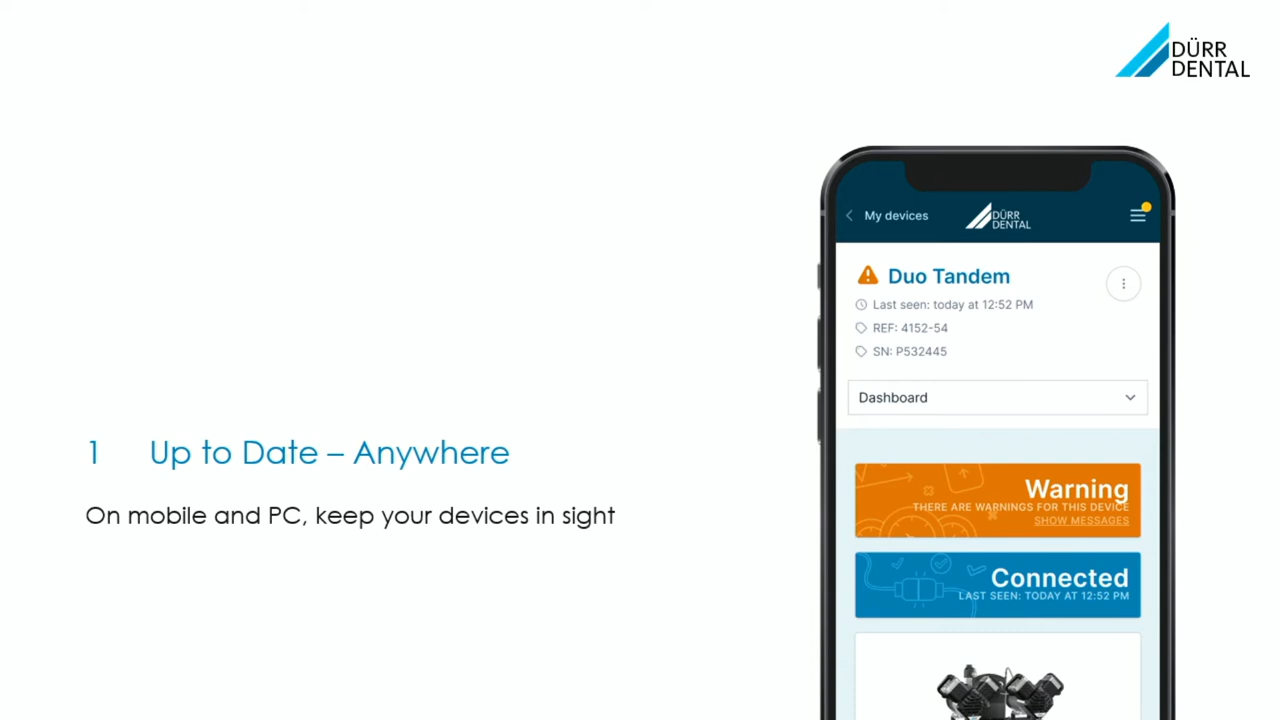 DÜRR
DENTAL
My devices
DÜRR
DENTAL
Duo Tandem
Last seen: today at 12:52 PM
REF: 4152-54
SN: P532445
Dashboard
1 Up to Date – Anywhere
On mobile and PC, keep your devices in sight
Warning
THERE ARE WARNINGS FOR THIS DEVICE
SHOW MESSAGES
Connected
LAST SEEN: TODAY AT 12:52 PM